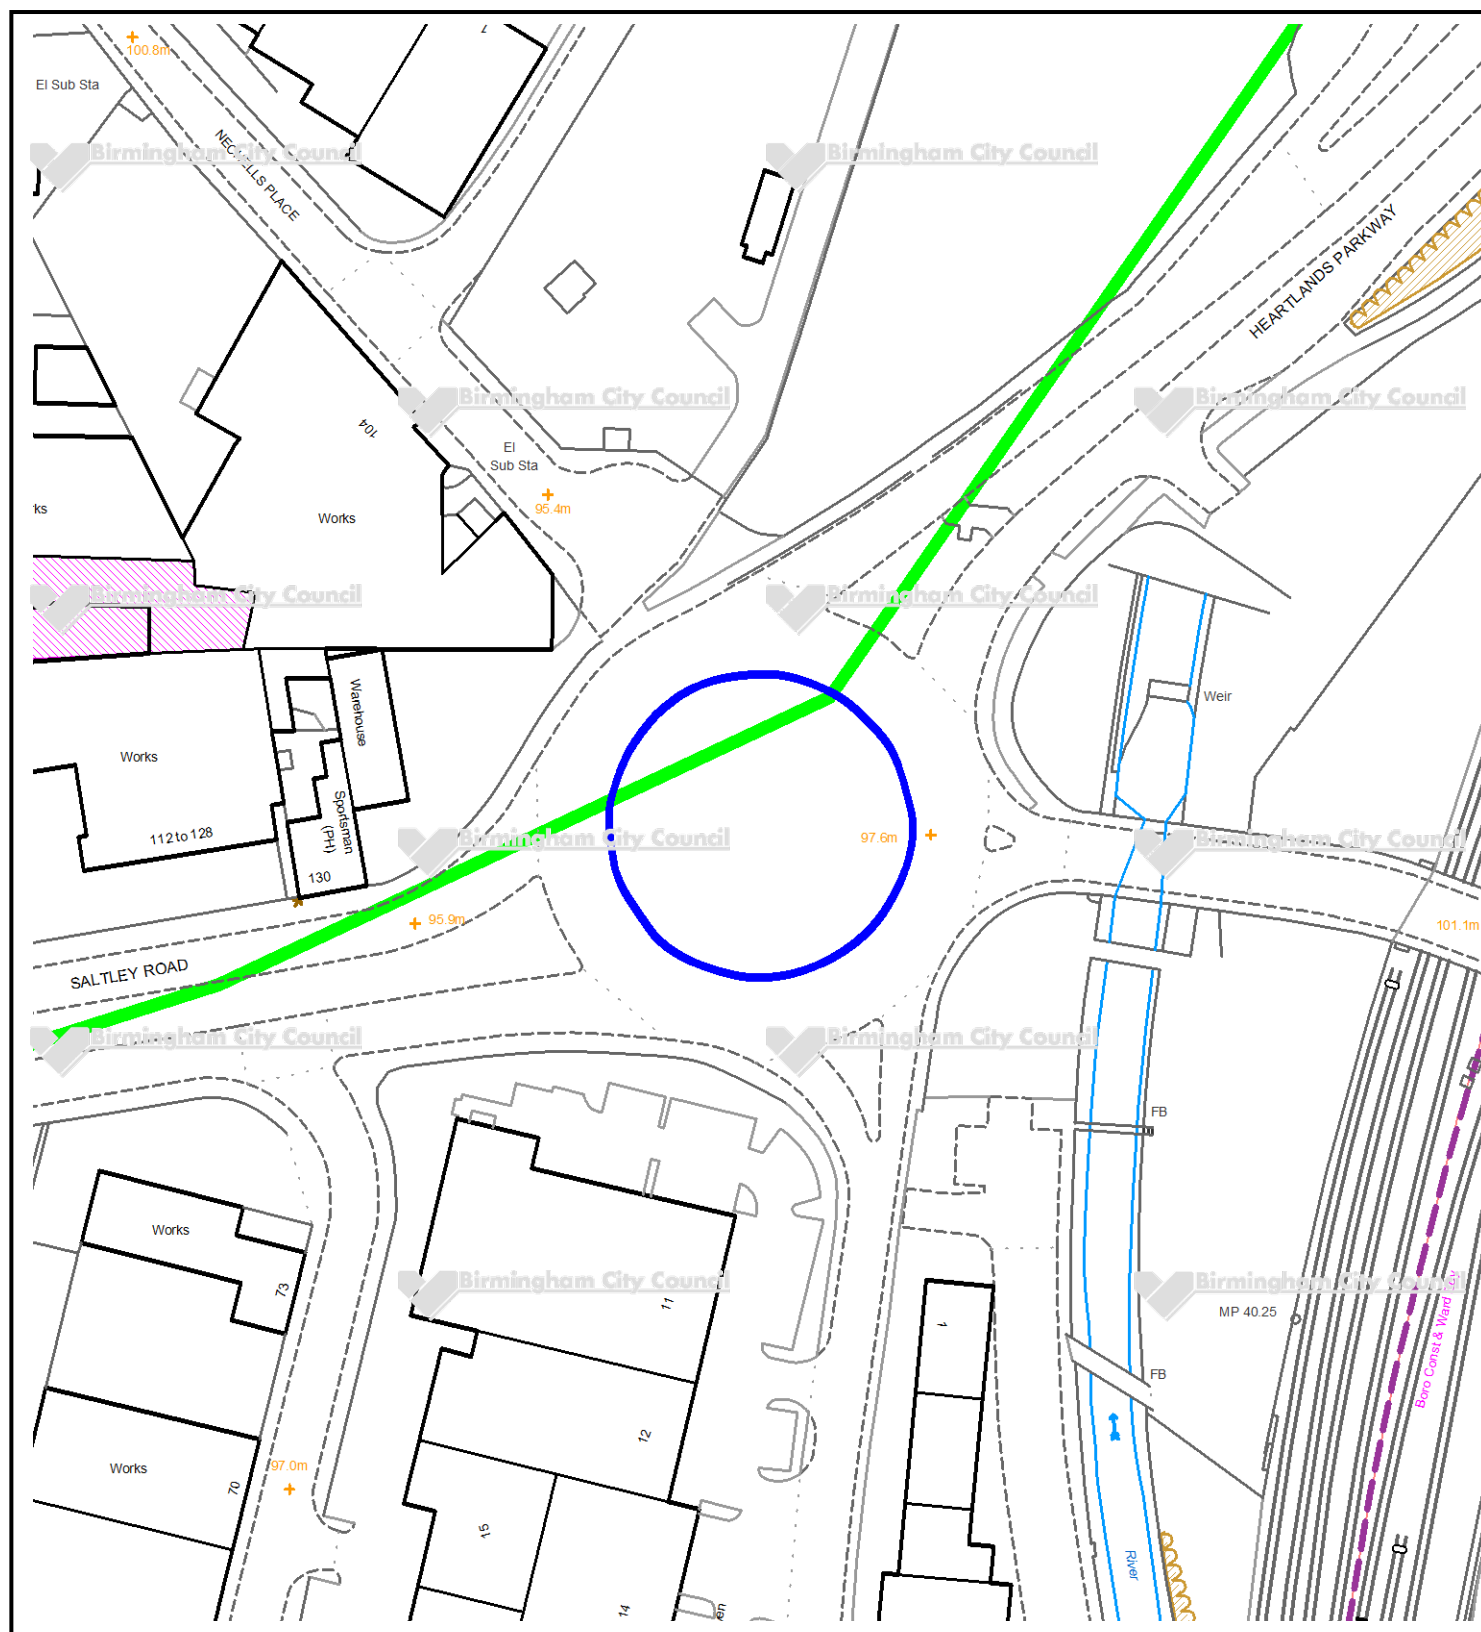 100.8m
El Sub Sta
1
NECHELLS PLACE
Birmingham City Council
Birmingham City Council
HEARTLANDS PARKWAY
Birmingham City Council
Birmingham City Council
104
El
Sub Sta
95.4m
Works
Birmingham City Council
Birmingham City Council
Weir
Warehouse
Works
Sportsman
(PH)
112 to 128
130
Birmingham City Council
97.6m
Birmingham City Council
95.9m
101.1m
SALTLEY ROAD
Birmingham City Council
Birmingham City Council
FB
Works
73
Birmingham City Council
Birmingham City Council
11
1
MP 40.25
Boro Const & Ward
FB
12
Works
97.0m
70
15
River
14